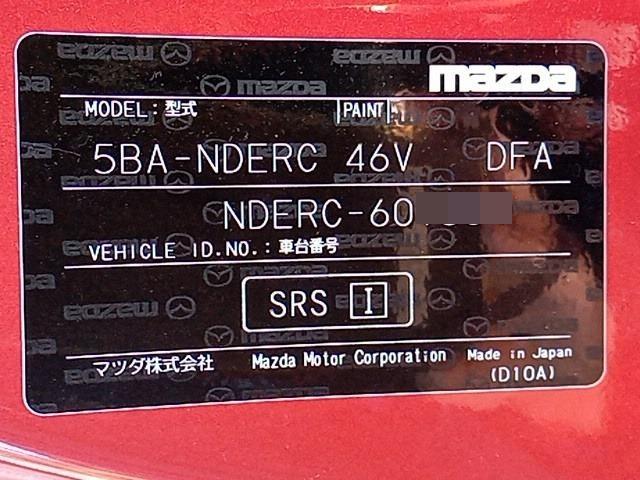 mazda
MODEL: 型式 PAINT
5BA-NDERC 46V DFA
NDERC-60
VEHICLE ID.NO.: 車台番号
SRS I
マツダ株式会社 Mazda Motor Corporation Made in Japan
(D10A)